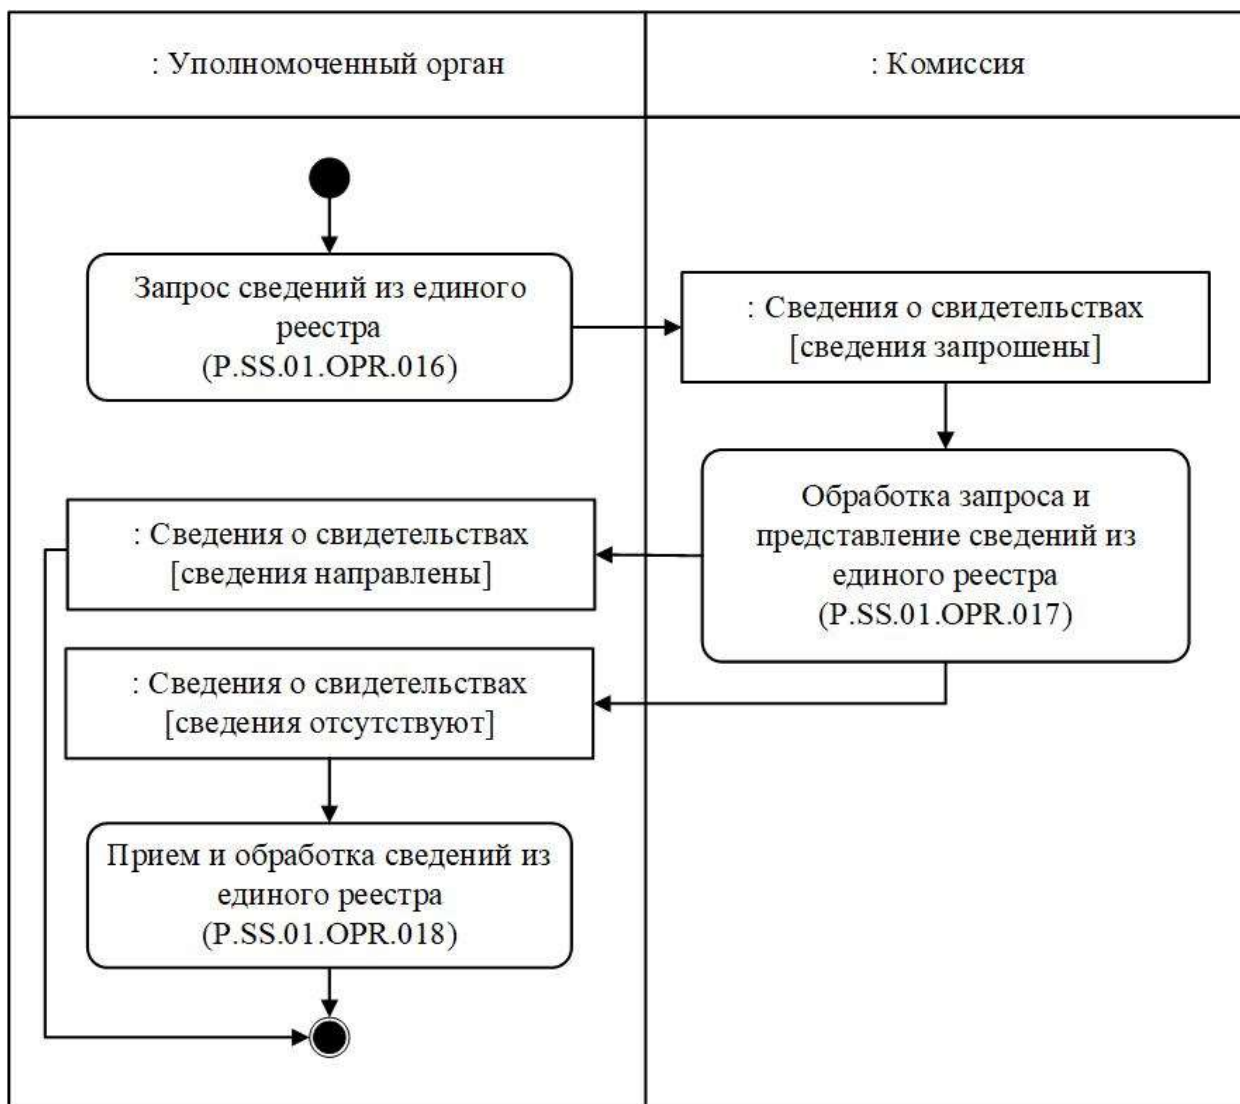 : Уполномоченный орган
: Комиссия
Запрос сведений из единого
реестра
(P.SS.01.OPR.016)
: Сведения о свидетельствах
[сведения запрошены]
Обработка запроса и
представление сведений из
единого реестра
(P.SS.01.OPR.017)
: Сведения о свидетельствах
[сведения направлены]
: Сведения о свидетельствах
[сведения отсутствуют]
Прием и обработка сведений из
единого реестра
(P.SS.01.OPR.018)